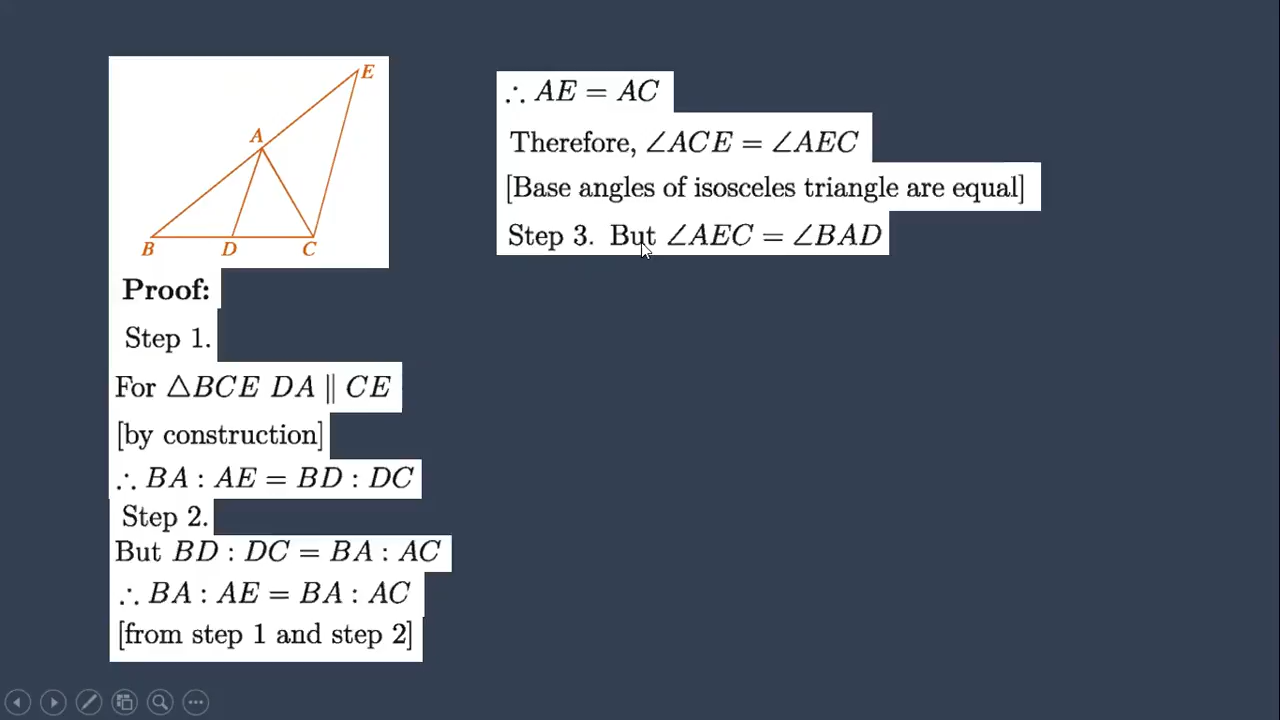 E
A
B D C
Proof:
Step 1.
For △BCE DA ∥ CE
[by construction]
∴ BA : AE = BD : DC
Step 2.
But BD : DC = BA : AC
∴ BA : AE = BA : AC
[from step 1 and step 2]
∴ AE = AC
Therefore, ∠ACE = ∠AEC
[Base angles of isosceles triangle are equal]
Step 3. But ∠AEC = ∠BAD